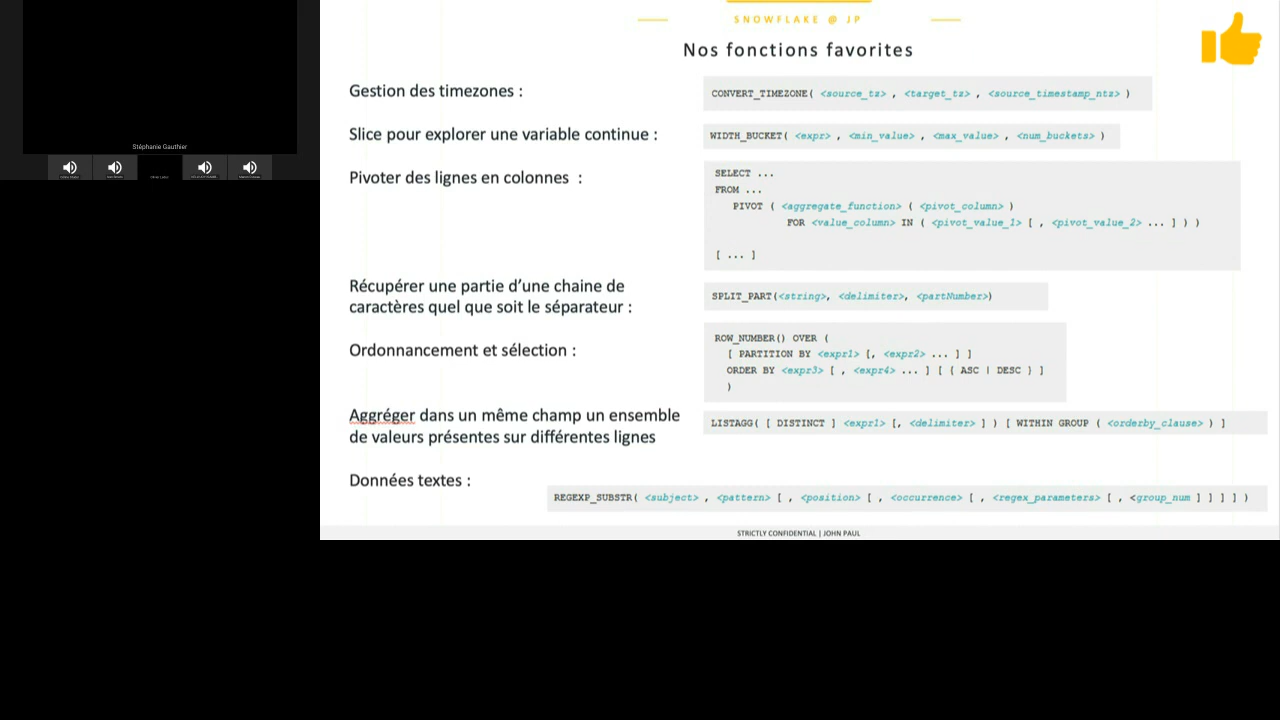 Stéphanie Gauthier
SNOWFLAKE @ JP
Nos fonctions favorites
Gestion des timezones :
CONVERT_TIMEZONE( <source_tz> , <target_tz> , <source_timestamp_ntz> )
Slice pour explorer une variable continue :
WIDTH_BUCKET( <expr> , <min_value> , <max_value> , <num_buckets> )
Pivoter des lignes en colonnes :
SELECT ...
FROM ...
PIVOT ( <aggregate_function> ( <pivot_column> )
FOR <value_column> IN ( <pivot_value_1> [ , <pivot_value_2> ... ] ) )
[ ... ]
Récupérer une partie d'une chaine de
caractères quel que soit le séparateur :
SPLIT_PART(<string>, <delimiter>, <partNumber>)
Ordonnancement et sélection :
ROW_NUMBER() OVER (
[ PARTITION BY <expr1> [, <expr2> ... ] ]
ORDER BY <expr3> [ , <expr4> ... ] [ { ASC | DESC } ]
)
Aggréger dans un même champ un ensemble
de valeurs présentes sur différentes lignes
LISTAGG( [ DISTINCT ] <expr1> [, <delimiter> ] ) [ WITHIN GROUP ( <orderby_clause> ) ]
Données textes :
REGEXP_SUBSTR( <subject> , <pattern> [ , <position> [ , <occurrence> [ , <regex_parameters> [ , <group_num ] ] ] ] )
STRICTLY CONFIDENTIAL | JOHN PAUL